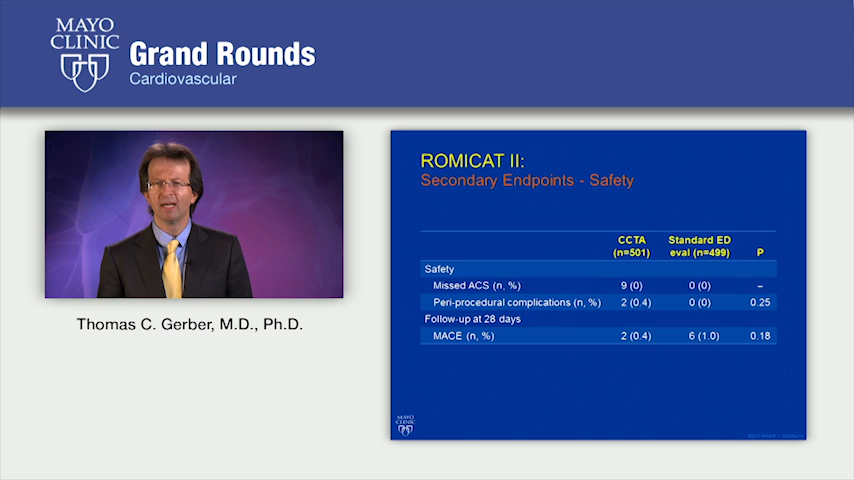 MAYO
CLINIC
Grand Rounds
Cardiovascular
Thomas C. Gerber, M.D., Ph.D.
ROMICAT II:
Secondary Endpoints - Safety
CCTA (n=501) Standard ED eval (n=499) P
Safety
Missed ACS (n, %) 9 (0) 0 (0) –
Peri-procedural complications (n, %) 2 (0.4) 0 (0) 0.25
Follow-up at 28 days
MACE (n, %) 2 (0.4) 6 (1.0) 0.18
MAYO
CLINIC